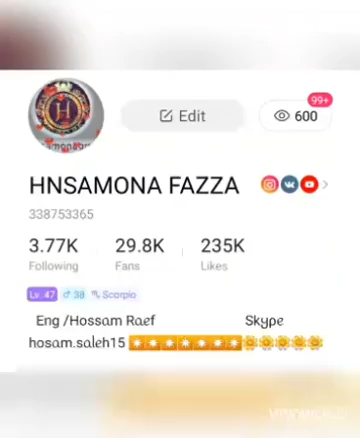 H
Edit
99+
600
HNSAMONA FAZZA
338753365
3.77K 29.8K 235K
Following Fans Likes
Lv. 47 ♂ 38 ♏ Scorpio
Eng /Hossam Raef Skype
hosam.saleh15